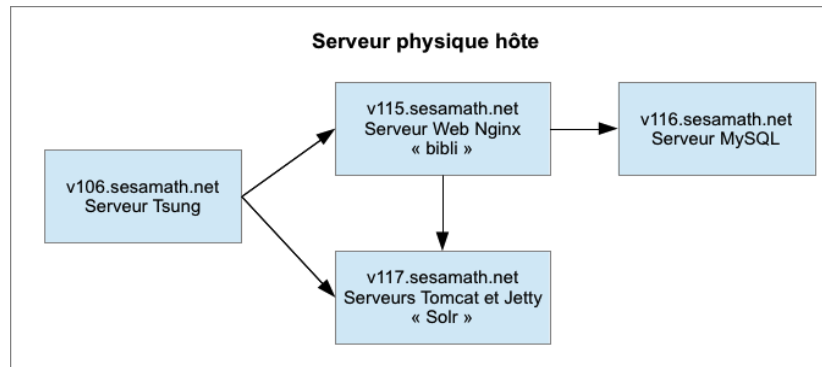 Serveur physique hôte
v115.sesamath.net
Serveur Web Nginx
« bibli »
v116.sesamath.net
Serveur MySQL
v106.sesamath.net
Serveur Tsung
v117.sesamath.net
Serveurs Tomcat et Jetty
« Solr »